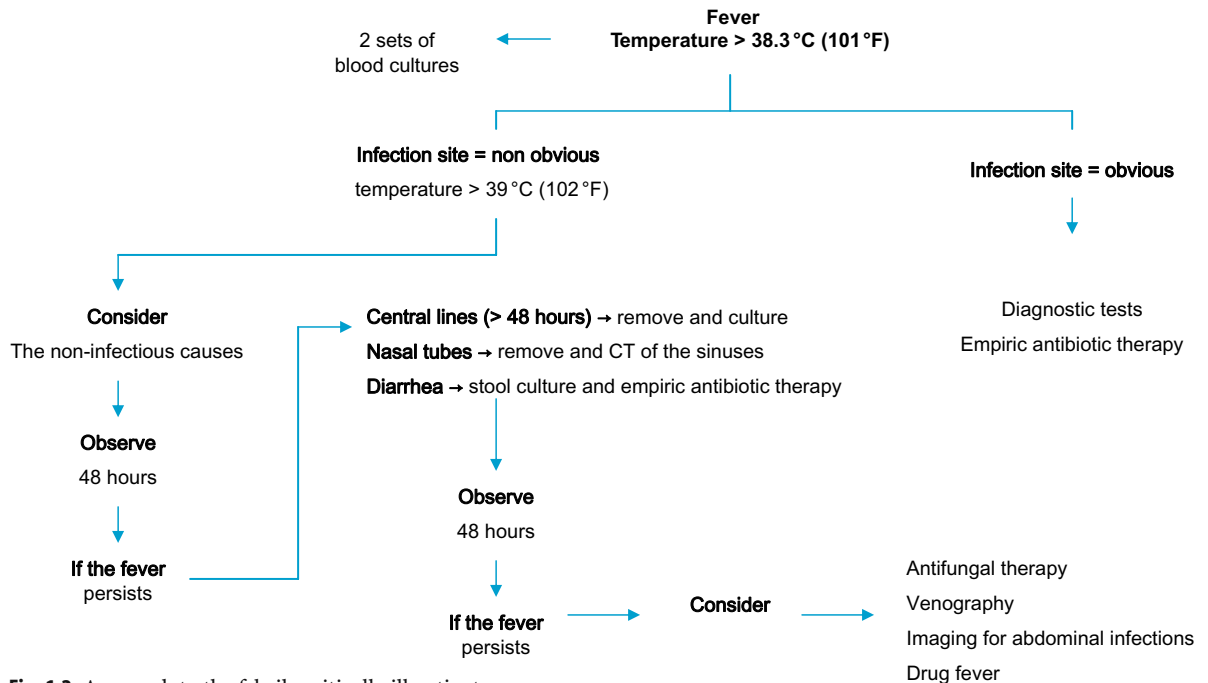 Fever
Temperature > 38.3 °C (101 °F)
2 sets of
blood cultures
Infection site = non obvious
temperature > 39 °C (102 °F)
Infection site = obvious
Diagnostic tests
Empiric antibiotic therapy
Consider
The non-infectious causes
Observe
48 hours
If the fever
persists
Central lines (> 48 hours) → remove and culture
Nasal tubes → remove and CT of the sinuses
Diarrhea → stool culture and empiric antibiotic therapy
Observe
48 hours
If the fever
persists
Consider
Antifungal therapy
Venography
Imaging for abdominal infections
Drug fever